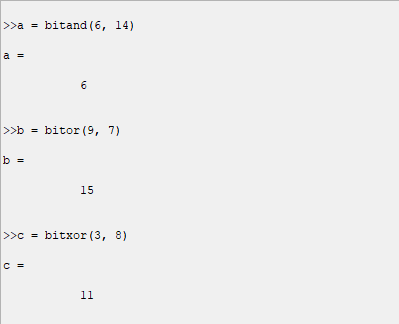 >>a = bitand(6, 14)
a =
6
>>b = bitor(9, 7)
b =
15
>>c = bitxor(3, 8)
c =
11